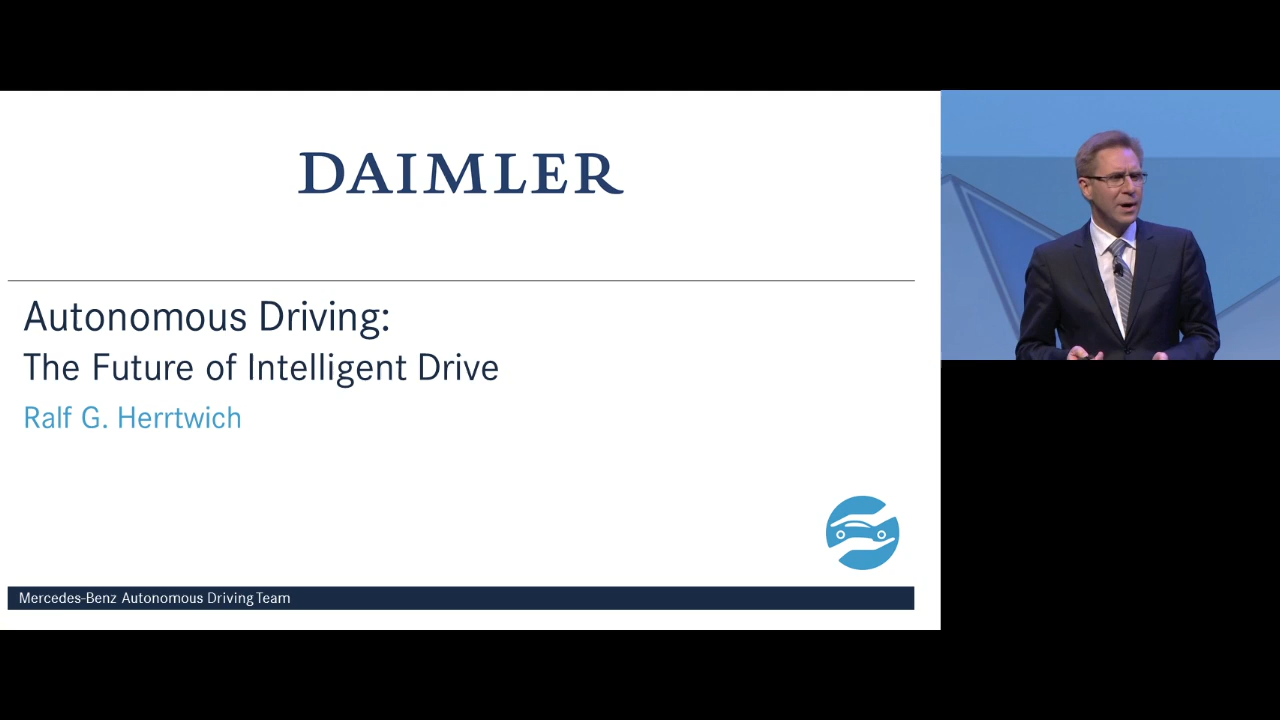 DAIMLER
Autonomous Driving:
The Future of Intelligent Drive
Ralf G. Herrtwich
Mercedes-Benz Autonomous Driving Team